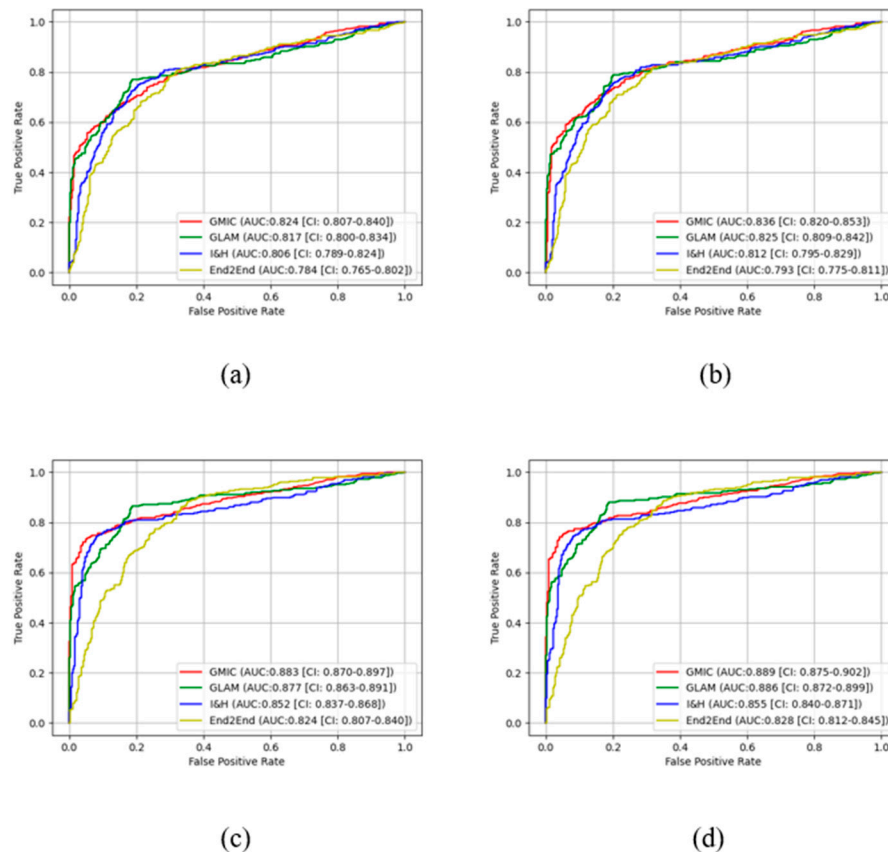 1.0
0.8
0.6
0.4
0.2
0.0
True Positive Rate
GMIC (AUC:0.824 [CI: 0.807-0.840])
GLAM (AUC:0.817 [CI: 0.800-0.834])
I&H (AUC:0.806 [CI: 0.789-0.824])
End2End (AUC:0.784 [CI: 0.765-0.802])
0.0 0.2 0.4 0.6 0.8 1.0
False Positive Rate
(a)
1.0
0.8
0.6
0.4
0.2
0.0
True Positive Rate
GMIC (AUC:0.836 [CI: 0.820-0.853])
GLAM (AUC:0.825 [CI: 0.809-0.842])
I&H (AUC:0.812 [CI: 0.795-0.829])
End2End (AUC:0.793 [CI: 0.775-0.811])
0.0 0.2 0.4 0.6 0.8 1.0
False Positive Rate
(b)
1.0
0.8
0.6
0.4
0.2
0.0
True Positive Rate
GMIC (AUC:0.883 [CI: 0.870-0.897])
GLAM (AUC:0.877 [CI: 0.863-0.891])
I&H (AUC:0.852 [CI: 0.837-0.868])
End2End (AUC:0.824 [CI: 0.807-0.840])
0.0 0.2 0.4 0.6 0.8 1.0
False Positive Rate
(c)
1.0
0.8
0.6
0.4
0.2
0.0
True Positive Rate
GMIC (AUC:0.889 [CI: 0.875-0.902])
GLAM (AUC:0.886 [CI: 0.872-0.899])
I&H (AUC:0.855 [CI: 0.840-0.871])
End2End (AUC:0.828 [CI: 0.812-0.845])
0.0 0.2 0.4 0.6 0.8 1.0
False Positive Rate
(d)